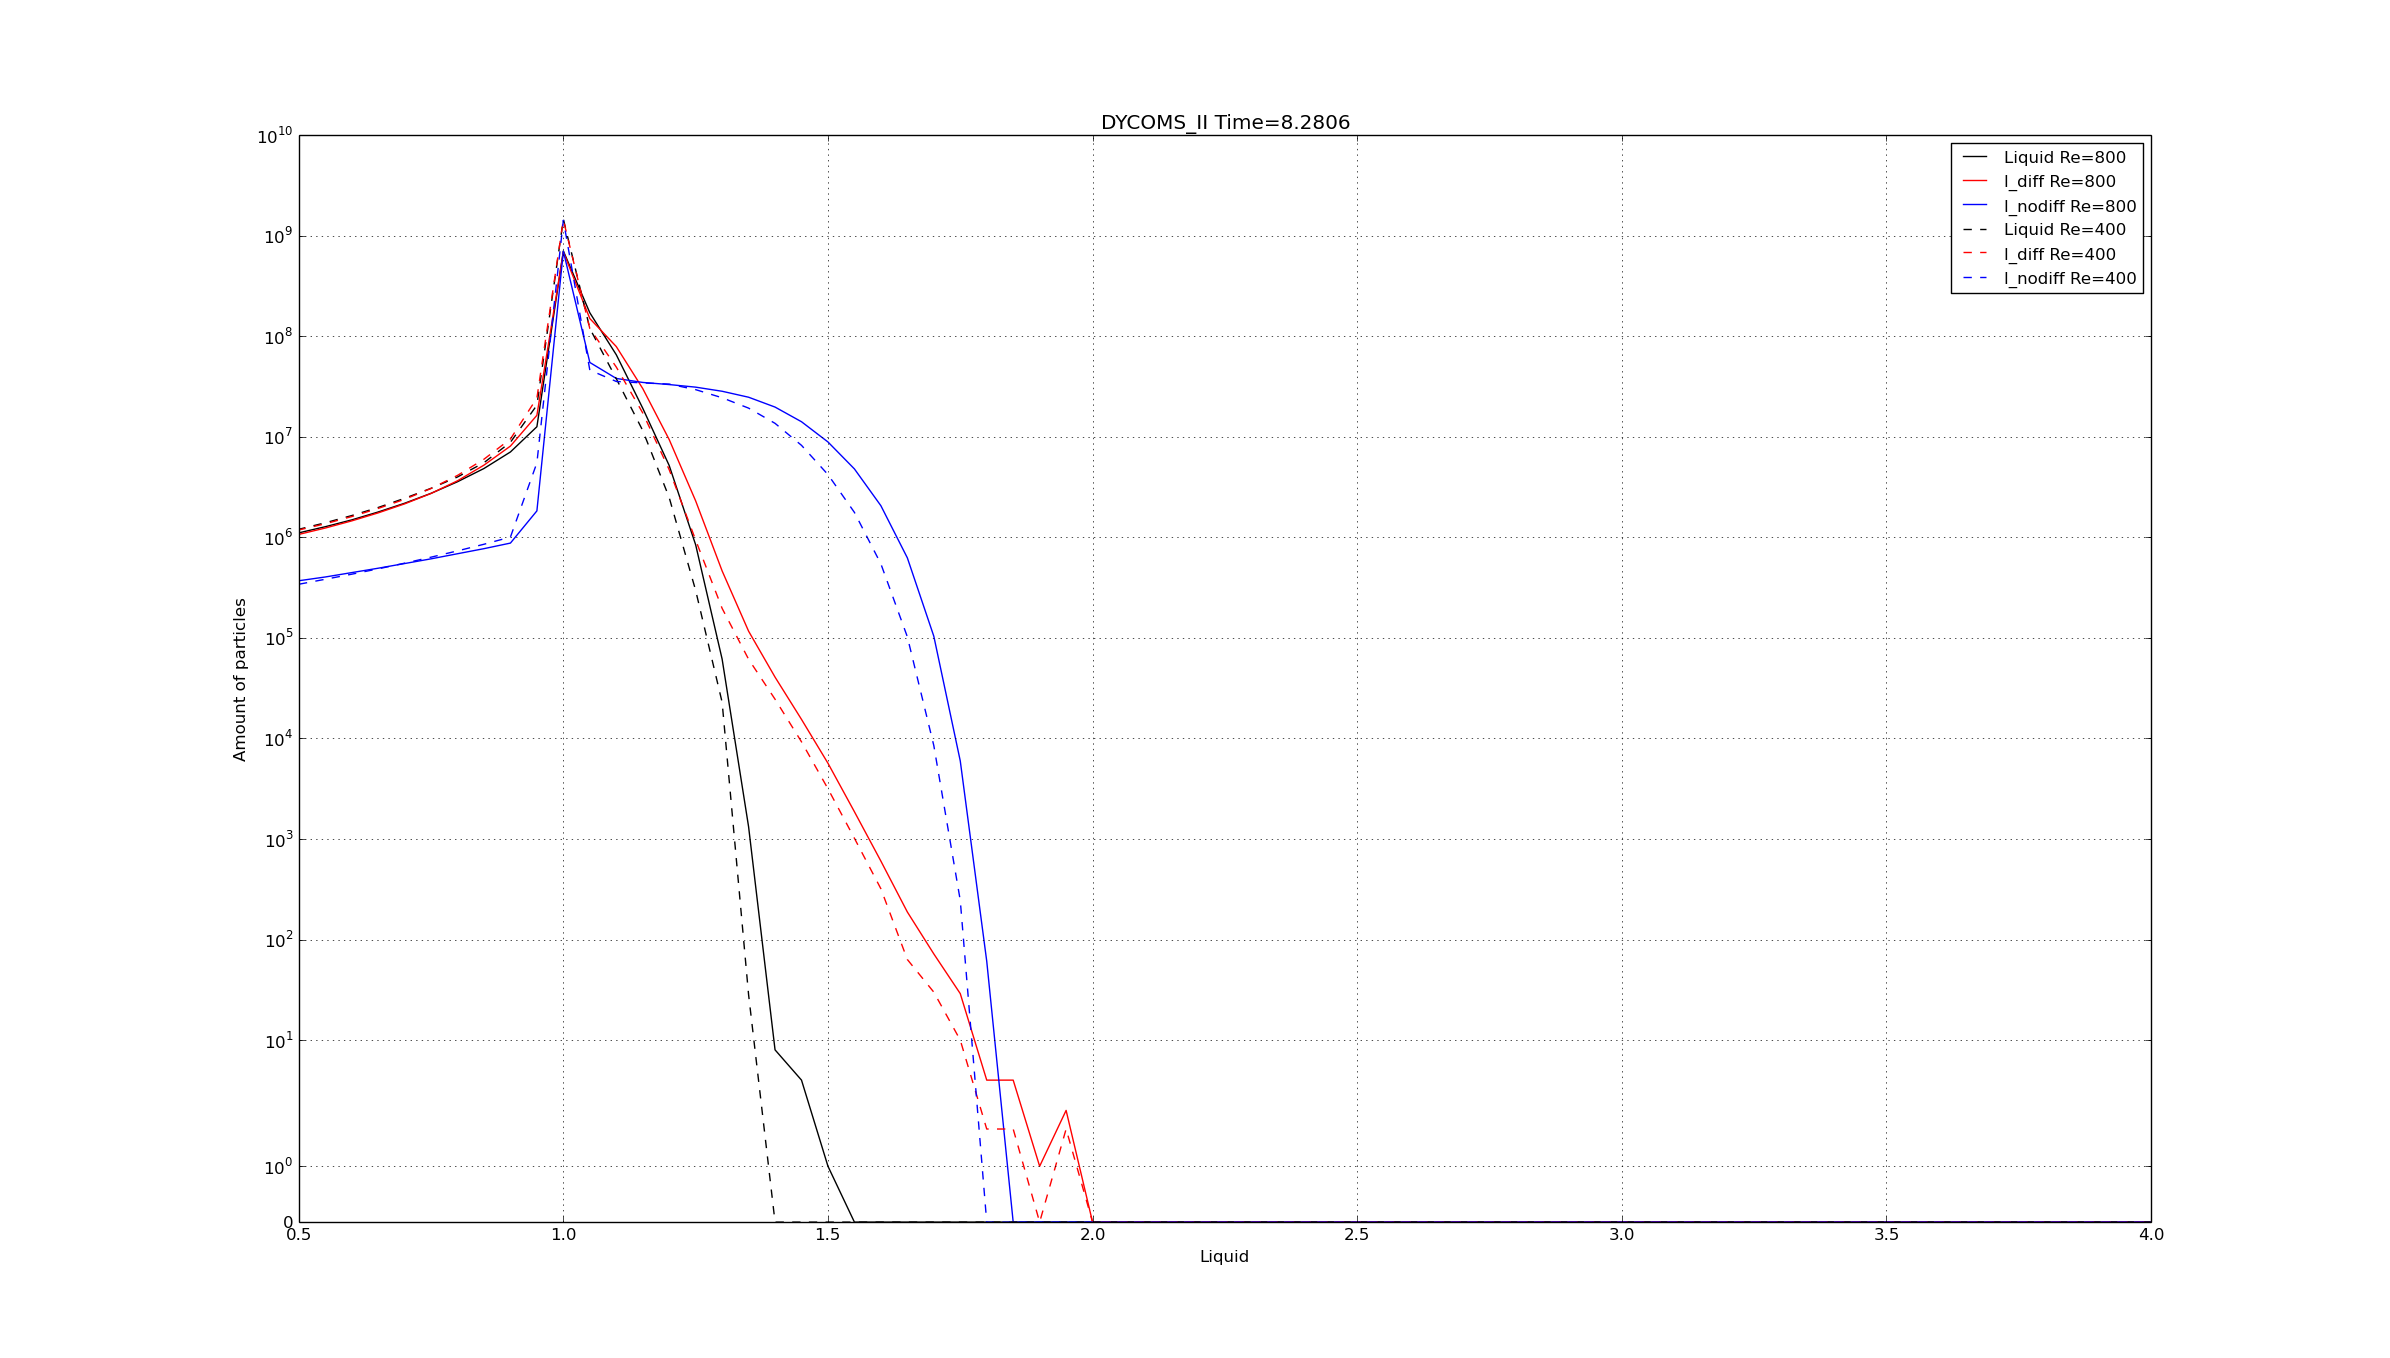 DYCOMS_II Time=8.2806
10^10
10^9
10^8
10^7
10^6
10^5
10^4
10^3
10^2
10^1
10^0
0
Amount of particles
Liquid Re=800
l_diff Re=800
l_nodiff Re=800
Liquid Re=400
l_diff Re=400
l_nodiff Re=400
0.5 1.0 1.5 2.0 2.5 3.0 3.5 4.0
Liquid